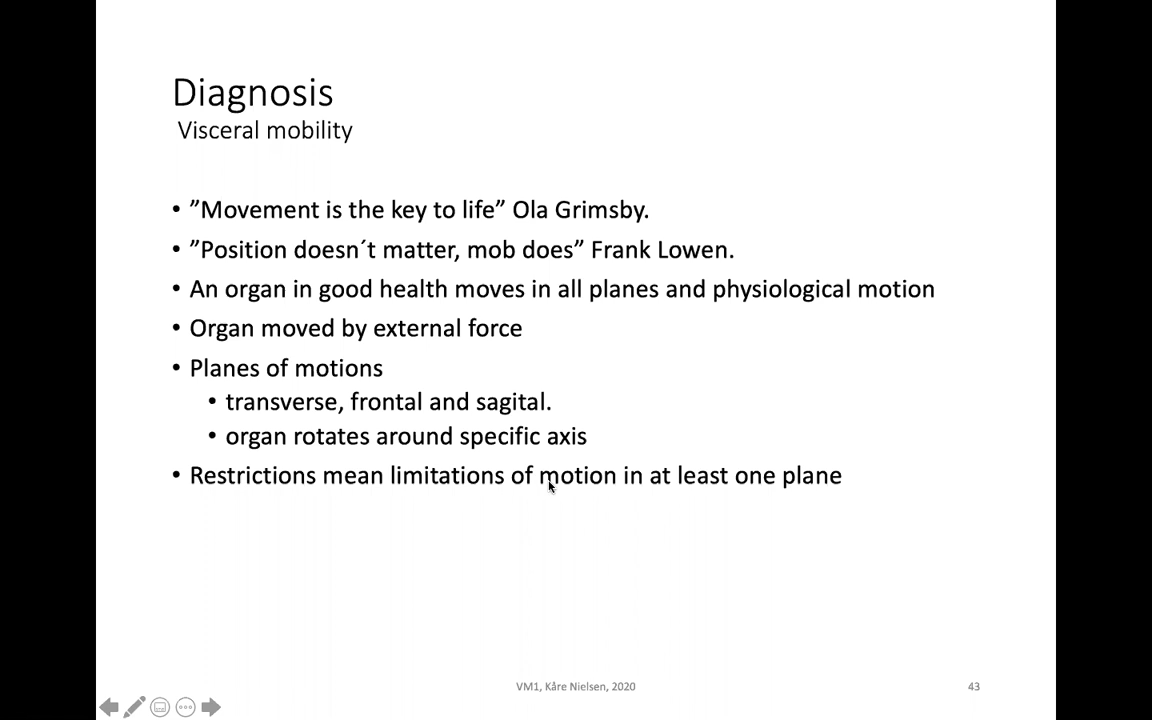 Diagnosis
Visceral mobility
• ”Movement is the key to life” Ola Grimsby.
• ”Position doesn´t matter, mob does” Frank Lowen.
• An organ in good health moves in all planes and physiological motion
• Organ moved by external force
• Planes of motions
• transverse, frontal and sagital.
• organ rotates around specific axis
• Restrictions mean limitations of motion in at least one plane
VM1, Kåre Nielsen, 2020
43